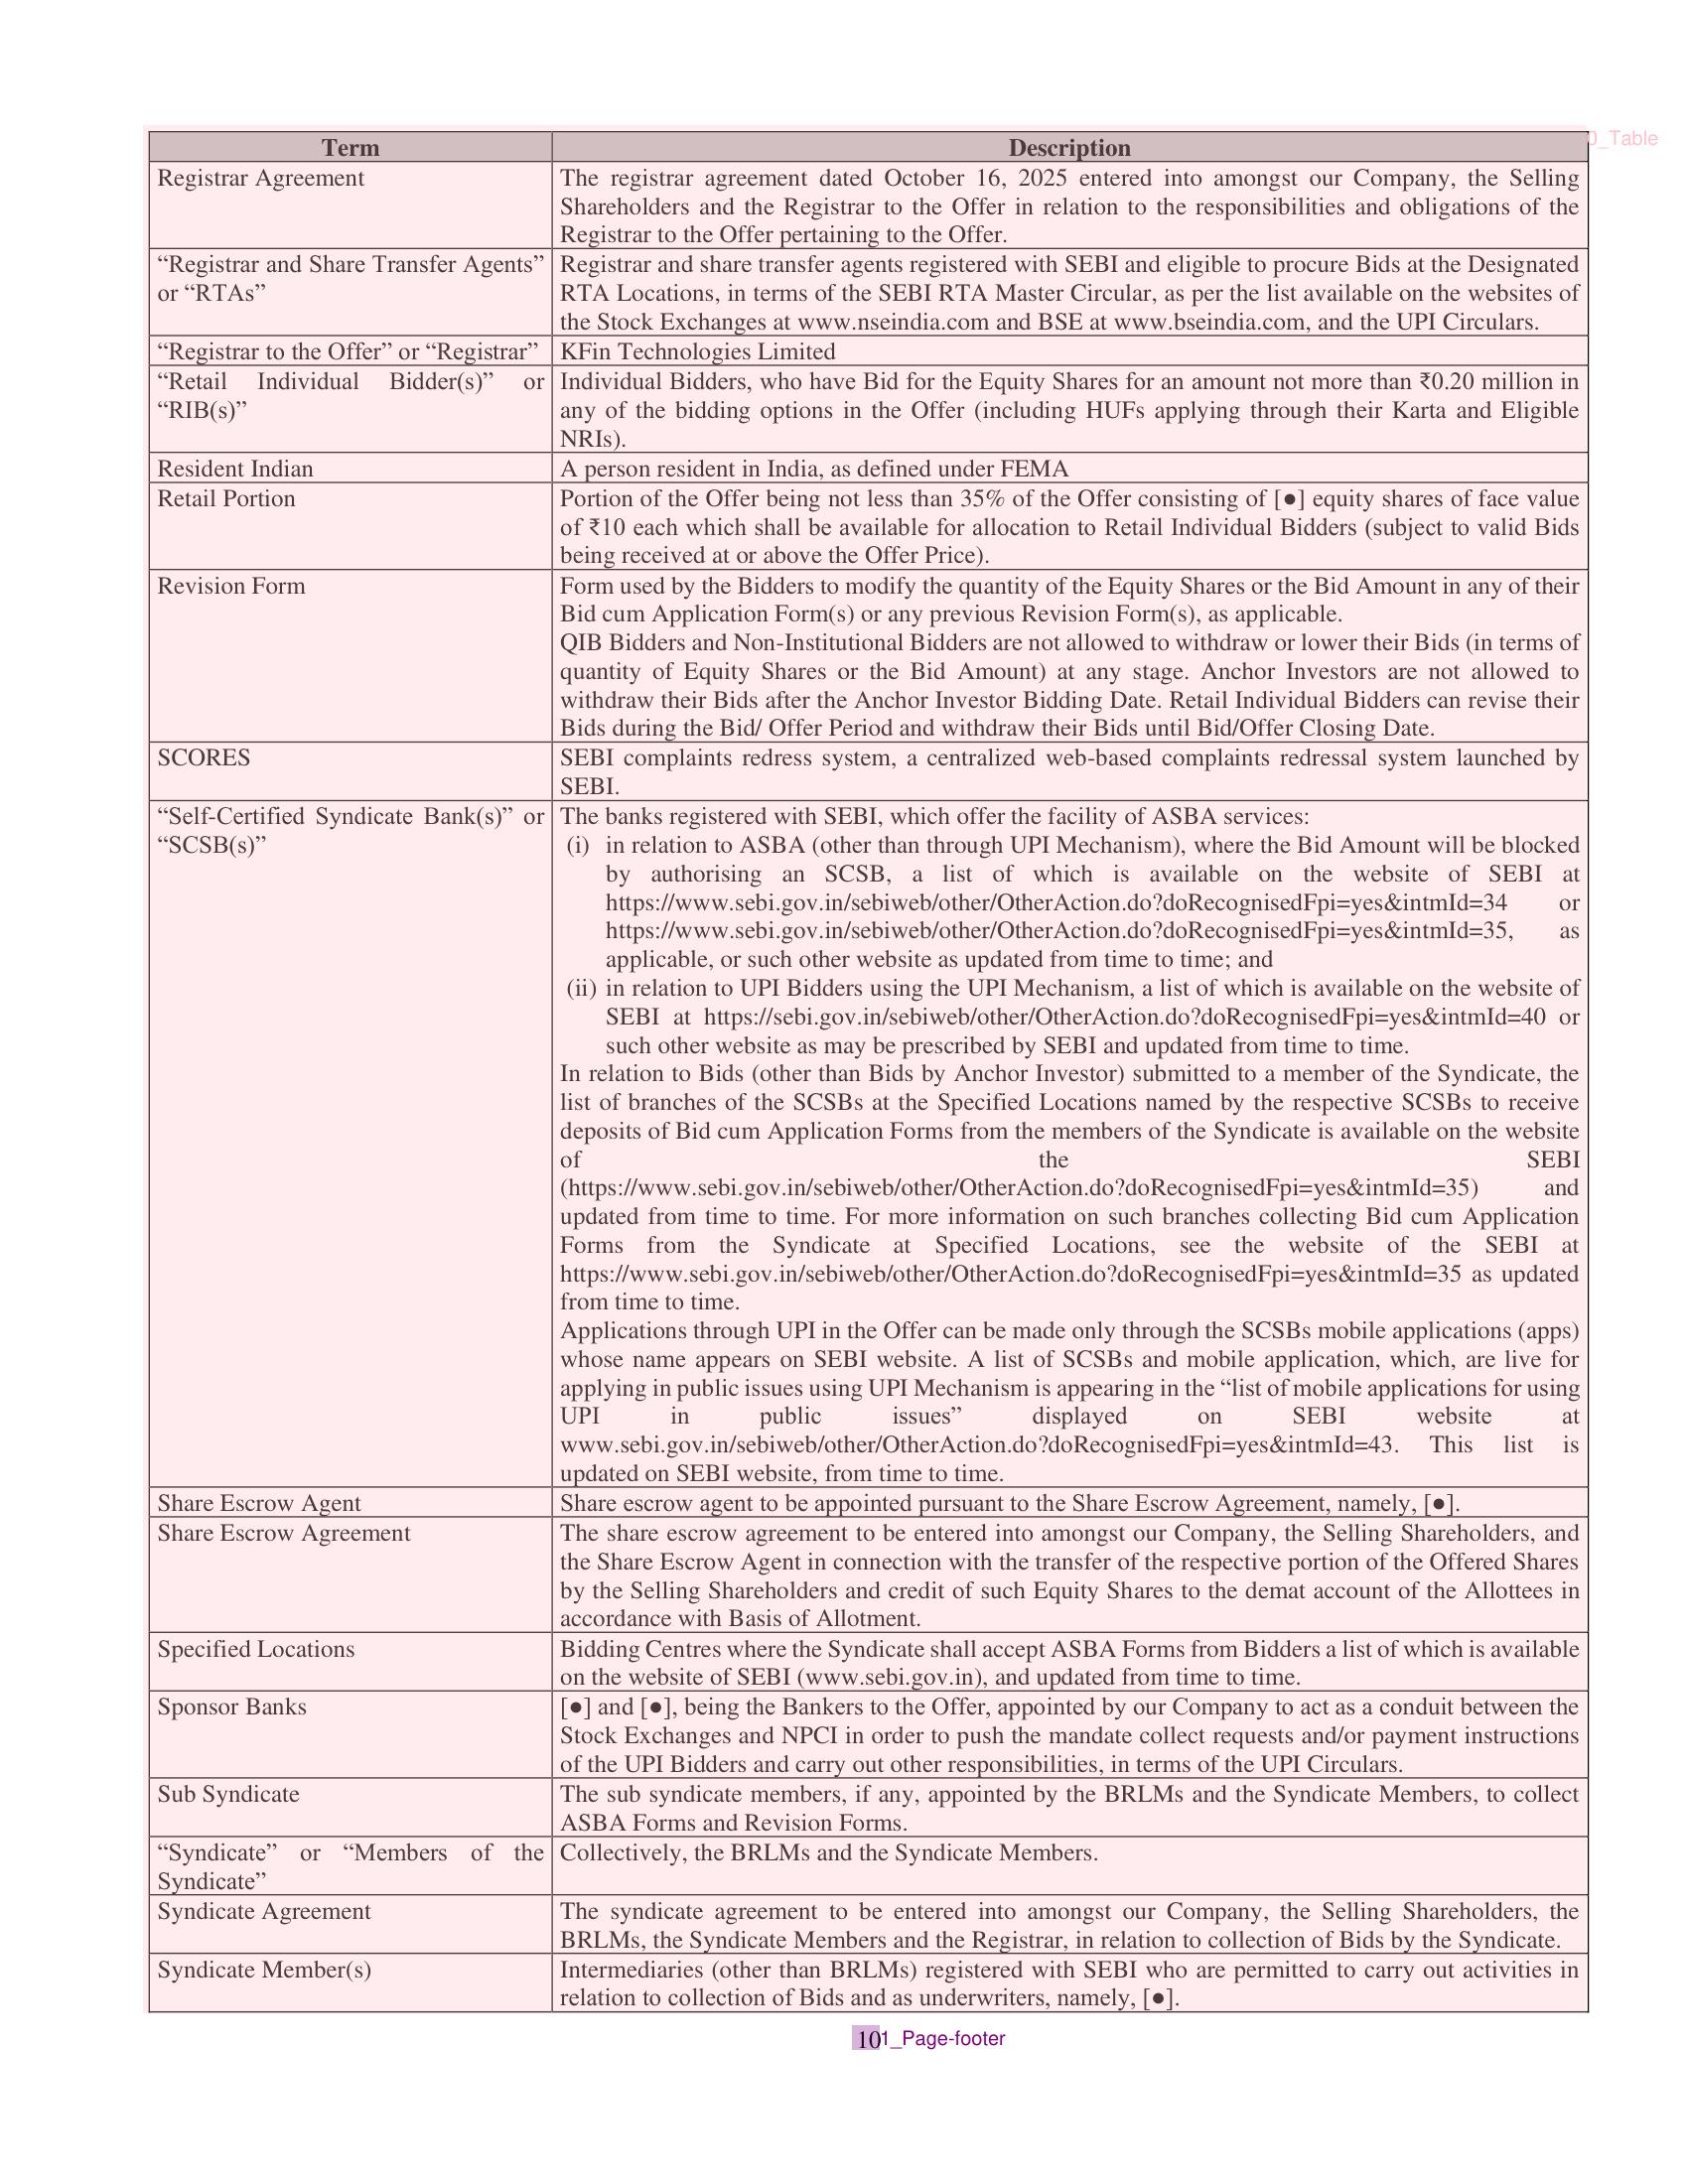 0_Table
Term Description
Registrar Agreement The registrar agreement dated October 16, 2025 entered into amongst our Company, the Selling
Shareholders and the Registrar to the Offer in relation to the responsibilities and obligations of the
Registrar to the Offer pertaining to the Offer.
“Registrar and Share Transfer Agents” Registrar and share transfer agents registered with SEBI and eligible to procure Bids at the Designated
or “RTAs” RTA Locations, in terms of the SEBI RTA Master Circular, as per the list available on the websites of
the Stock Exchanges at www.nseindia.com and BSE at www.bseindia.com, and the UPI Circulars.
“Registrar to the Offer” or “Registrar” KFin Technologies Limited
“Retail Individual Bidder(s)” or Individual Bidders, who have Bid for the Equity Shares for an amount not more than ₹0.20 million in
“RIB(s)” any of the bidding options in the Offer (including HUFs applying through their Karta and Eligible
NRIs).
Resident Indian A person resident in India, as defined under FEMA
Retail Portion Portion of the Offer being not less than 35% of the Offer consisting of [●] equity shares of face value
of ₹10 each which shall be available for allocation to Retail Individual Bidders (subject to valid Bids
being received at or above the Offer Price).
Revision Form Form used by the Bidders to modify the quantity of the Equity Shares or the Bid Amount in any of their
Bid cum Application Form(s) or any previous Revision Form(s), as applicable.
QIB Bidders and Non-Institutional Bidders are not allowed to withdraw or lower their Bids (in terms of
quantity of Equity Shares or the Bid Amount) at any stage. Anchor Investors are not allowed to
withdraw their Bids after the Anchor Investor Bidding Date. Retail Individual Bidders can revise their
Bids during the Bid/ Offer Period and withdraw their Bids until Bid/Offer Closing Date.
SCORES SEBI complaints redress system, a centralized web-based complaints redressal system launched by
SEBI.
“Self-Certified Syndicate Bank(s)” or The banks registered with SEBI, which offer the facility of ASBA services:
“SCSB(s)” (i) in relation to ASBA (other than through UPI Mechanism), where the Bid Amount will be blocked
by authorising an SCSB, a list of which is available on the website of SEBI at
https://www.sebi.gov.in/sebiweb/other/OtherAction.do?doRecognisedFpi=yes&intmId=34 or
https://www.sebi.gov.in/sebiweb/other/OtherAction.do?doRecognisedFpi=yes&intmId=35, as
applicable, or such other website as updated from time to time; and
(ii) in relation to UPI Bidders using the UPI Mechanism, a list of which is available on the website of
SEBI at https://sebi.gov.in/sebiweb/other/OtherAction.do?doRecognisedFpi=yes&intmId=40 or
such other website as may be prescribed by SEBI and updated from time to time.
In relation to Bids (other than Bids by Anchor Investor) submitted to a member of the Syndicate, the
list of branches of the SCSBs at the Specified Locations named by the respective SCSBs to receive
deposits of Bid cum Application Forms from the members of the Syndicate is available on the website
of the SEBI
(https://www.sebi.gov.in/sebiweb/other/OtherAction.do?doRecognisedFpi=yes&intmId=35) and
updated from time to time. For more information on such branches collecting Bid cum Application
Forms from the Syndicate at Specified Locations, see the website of the SEBI at
https://www.sebi.gov.in/sebiweb/other/OtherAction.do?doRecognisedFpi=yes&intmId=35 as updated
from time to time.
Applications through UPI in the Offer can be made only through the SCSBs mobile applications (apps)
whose name appears on SEBI website. A list of SCSBs and mobile application, which, are live for
applying in public issues using UPI Mechanism is appearing in the “list of mobile applications for using
UPI in public issues” displayed on SEBI website at
www.sebi.gov.in/sebiweb/other/OtherAction.do?doRecognisedFpi=yes&intmId=43. This list is
updated on SEBI website, from time to time.
Share Escrow Agent Share escrow agent to be appointed pursuant to the Share Escrow Agreement, namely, [●].
Share Escrow Agreement The share escrow agreement to be entered into amongst our Company, the Selling Shareholders, and
the Share Escrow Agent in connection with the transfer of the respective portion of the Offered Shares
by the Selling Shareholders and credit of such Equity Shares to the demat account of the Allottees in
accordance with Basis of Allotment.
Specified Locations Bidding Centres where the Syndicate shall accept ASBA Forms from Bidders a list of which is available
on the website of SEBI (www.sebi.gov.in), and updated from time to time.
Sponsor Banks [●] and [●], being the Bankers to the Offer, appointed by our Company to act as a conduit between the
Stock Exchanges and NPCI in order to push the mandate collect requests and/or payment instructions
of the UPI Bidders and carry out other responsibilities, in terms of the UPI Circulars.
Sub Syndicate The sub syndicate members, if any, appointed by the BRLMs and the Syndicate Members, to collect
ASBA Forms and Revision Forms.
“Syndicate” or “Members of the Collectively, the BRLMs and the Syndicate Members.
Syndicate”
Syndicate Agreement The syndicate agreement to be entered into amongst our Company, the Selling Shareholders, the
BRLMs, the Syndicate Members and the Registrar, in relation to collection of Bids by the Syndicate.
Syndicate Member(s) Intermediaries (other than BRLMs) registered with SEBI who are permitted to carry out activities in
relation to collection of Bids and as underwriters, namely, [●].
10 1_Page-footer